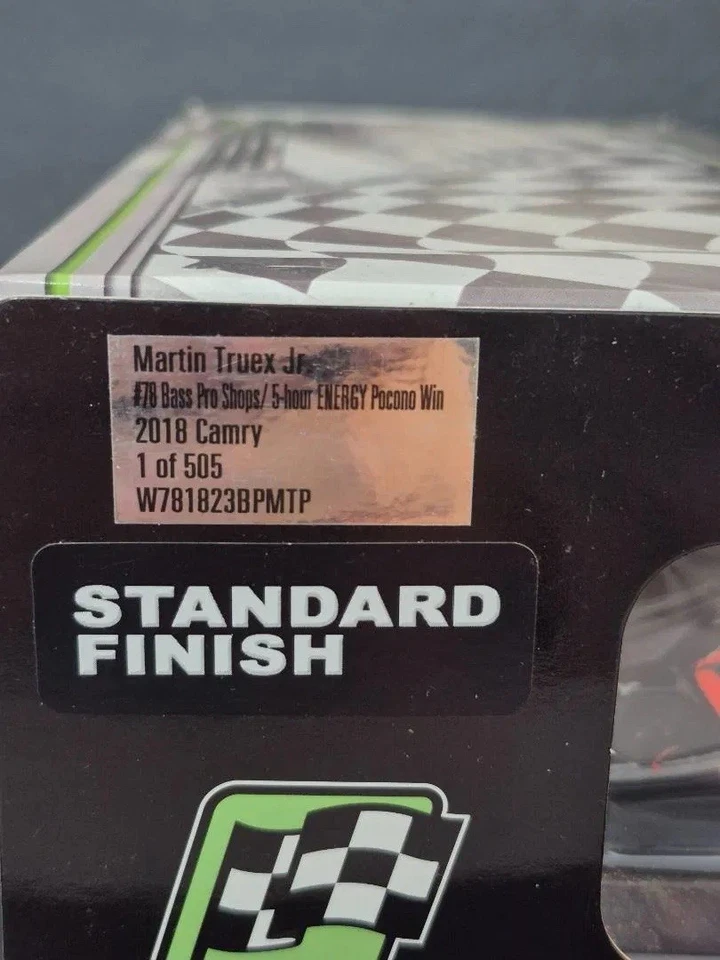 Martin Truex Jr.
#78 Bass Pro Shops/ 5-hour ENERGY Pocono Win
2018 Camry
1 of 505
W781823BPMTP
STANDARD
FINISH